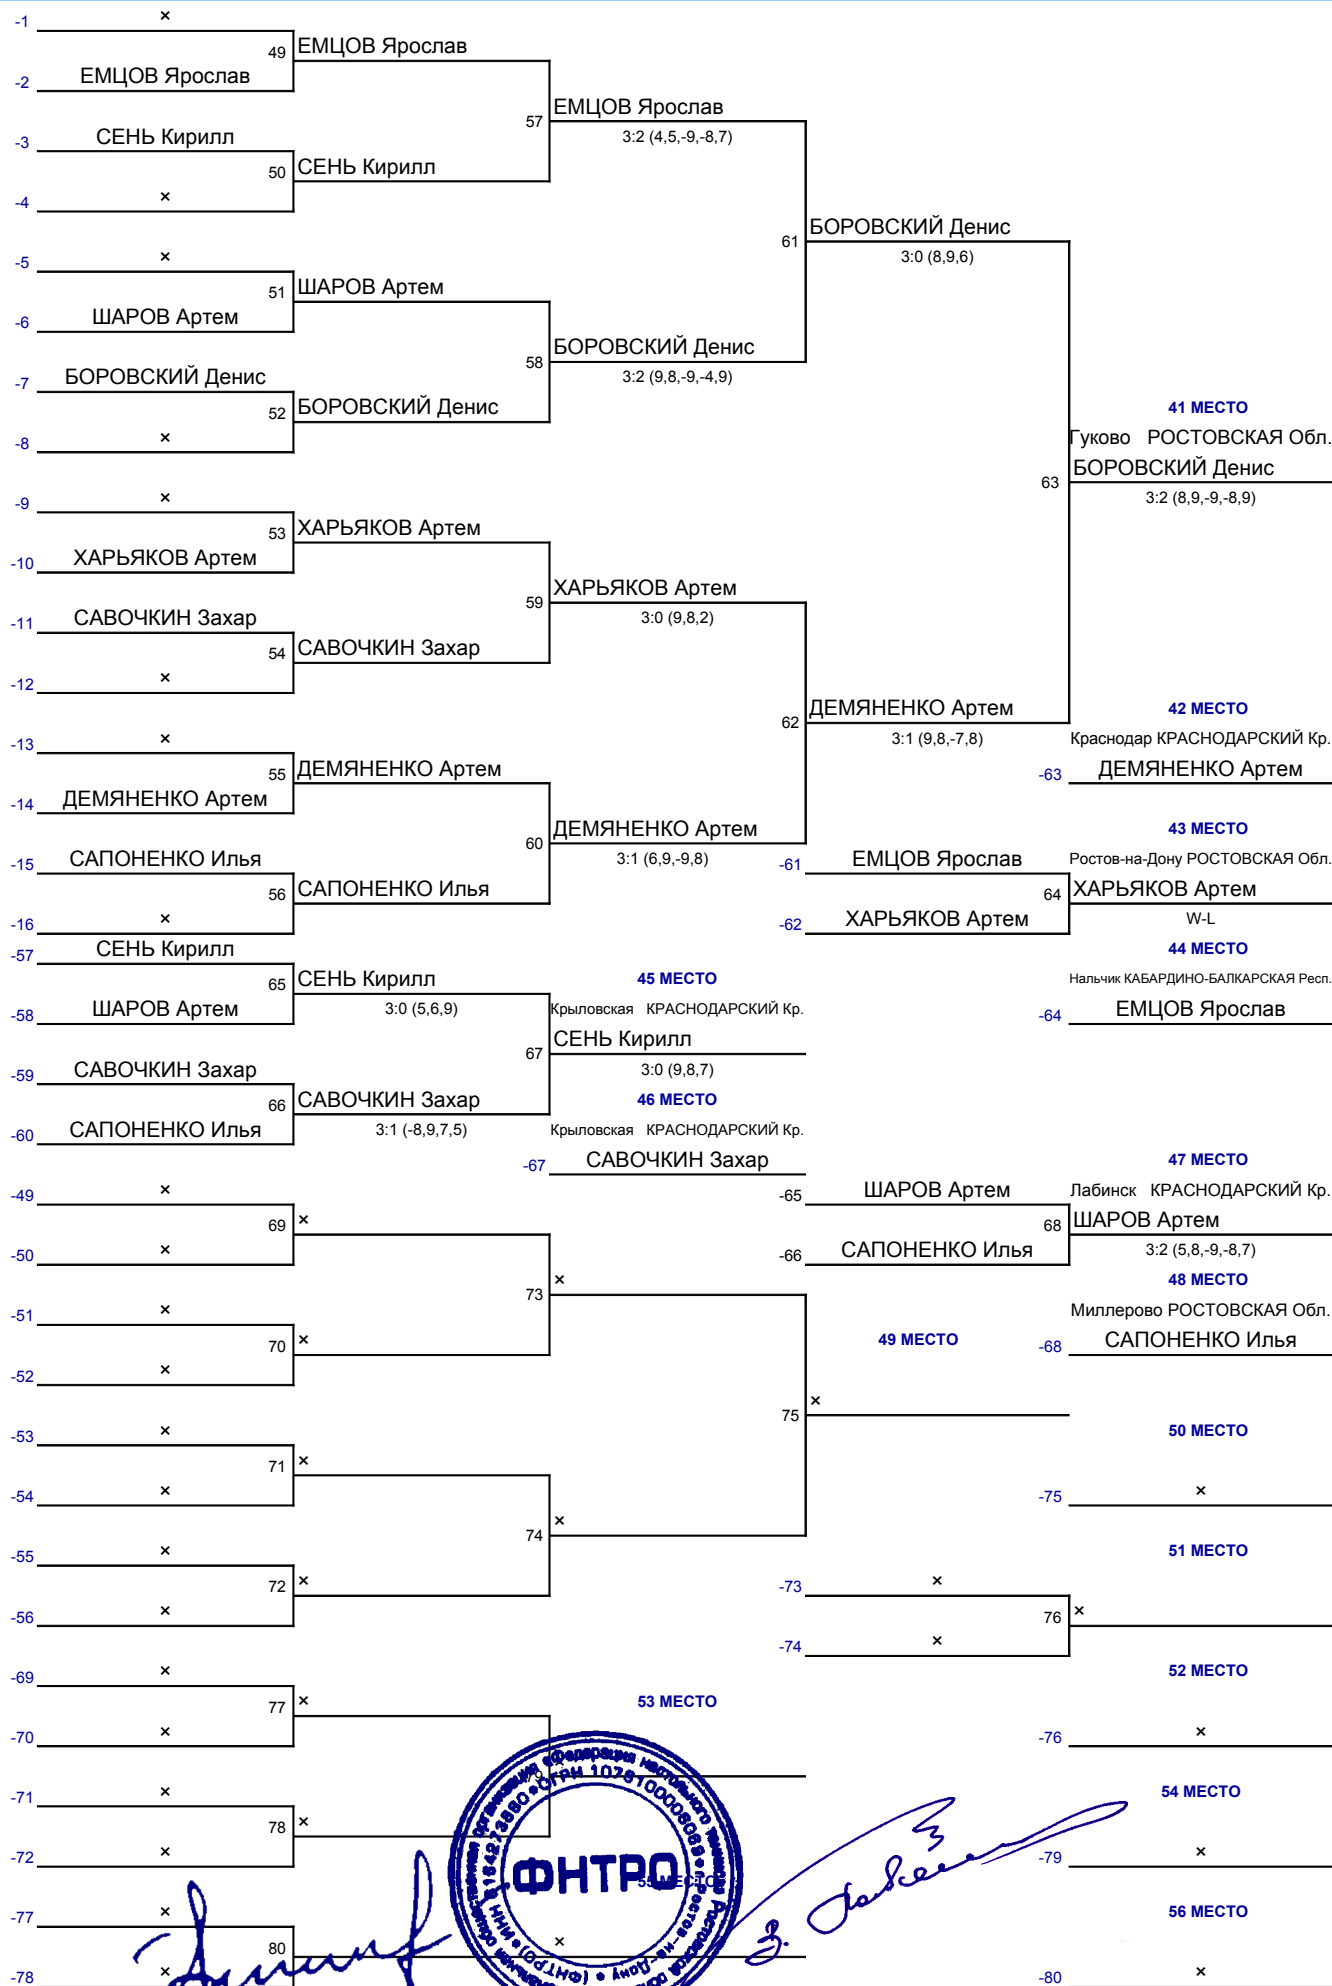 -1 ×
49 ЕМЦОВ Ярослав
-2 ЕМЦОВ Ярослав
57 ЕМЦОВ Ярослав
3:2 (4,5,-9,-8,7)
-3 СЕНЬ Кирилл
50 СЕНЬ Кирилл
-4 ×
61 БОРОВСКИЙ Денис
3:0 (8,9,6)
-5 ×
51 ШАРОВ Артем
-6 ШАРОВ Артем
58 БОРОВСКИЙ Денис
3:2 (9,8,-9,-4,9)
-7 БОРОВСКИЙ Денис
52 БОРОВСКИЙ Денис
-8 ×
41 МЕСТО
Гуково РОСТОВСКАЯ Обл.
63 БОРОВСКИЙ Денис
3:2 (8,9,-9,-8,9)
-9 ×
53 ХАРЬЯКОВ Артем
-10 ХАРЬЯКОВ Артем
59 ХАРЬЯКОВ Артем
3:0 (9,8,2)
-11 САВОЧКИН Захар
54 САВОЧКИН Захар
-12 ×
62 ДЕМЯНЕНКО Артем
3:1 (9,8,-7,8)
42 МЕСТО
Краснодар КРАСНОДАРСКИЙ Кр.
-63 ДЕМЯНЕНКО Артем
-13 ×
55 ДЕМЯНЕНКО Артем
-14 ДЕМЯНЕНКО Артем
60 ДЕМЯНЕНКО Артем
3:1 (6,9,-9,8)
-15 САПОНЕНКО Илья
56 САПОНЕНКО Илья
-16 ×
43 МЕСТО
-61 ЕМЦОВ Ярослав
Ростов-на-Дону РОСТОВСКАЯ Обл.
64 ХАРЬЯКОВ Артем
-62 ХАРЬЯКОВ Артем
W-L
44 МЕСТО
Нальчик КАБАРДИНО-БАЛКАРСКАЯ Респ.
-64 ЕМЦОВ Ярослав
-57 СЕНЬ Кирилл
65 СЕНЬ Кирилл
3:0 (5,6,9)
-58 ШАРОВ Артем
45 МЕСТО
Крыловская КРАСНОДАРСКИЙ Кр.
67 СЕНЬ Кирилл
3:0 (9,8,7)
-59 САВОЧКИН Захар
66 САВОЧКИН Захар
3:1 (-8,9,7,5)
-60 САПОНЕНКО Илья
46 МЕСТО
Крыловская КРАСНОДАРСКИЙ Кр.
-67 САВОЧКИН Захар
47 МЕСТО
-65 ШАРОВ Артем
Лабинск КРАСНОДАРСКИЙ Кр.
68 ШАРОВ Артем
-66 САПОНЕНКО Илья
3:2 (5,8,-9,-8,7)
48 МЕСТО
Миллерово РОСТОВСКАЯ Обл.
-68 САПОНЕНКО Илья
-49 ×
69 ×
-50 ×
73 ×
-51 ×
70 ×
-52 ×
49 МЕСТО
75 ×
-53 ×
71 ×
-54 ×
74 ×
-55 ×
72 ×
-56 ×
50 МЕСТО
-75 ×
51 МЕСТО
-73 ×
76 ×
-74 ×
52 МЕСТО
-76 ×
-69 ×
77 ×
-70 ×
53 МЕСТО
79 ×
-71 ×
78 ×
-72 ×
54 МЕСТО
-79 ×
55 МЕСТО
-77 ×
80 ×
-78 ×
56 МЕСТО
-80 ×
ФНТРО